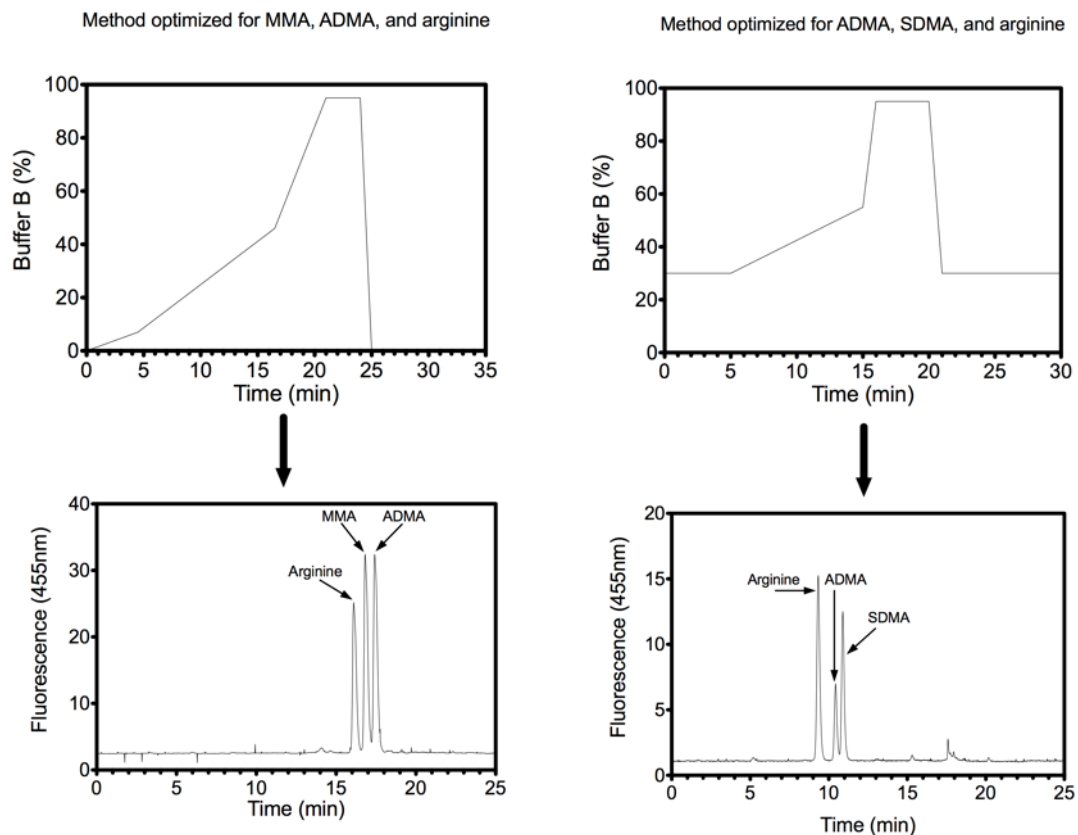 Method optimized for MMA, ADMA, and arginine
Method optimized for ADMA, SDMA, and arginine
Buffer B (%)
100
80
60
40
20
0
0 5 10 15 20 25 30 35
Time (min)
Buffer B (%)
100
80
60
40
20
0
0 5 10 15 20 25 30
Time (min)
Fluorescence (455nm)
40
30
20
10
0
MMA ADMA
Arginine
0 5 10 15 20 25
Time (min)
Fluorescence (455nm)
20
15
10
5
0
Arginine ADMA
SDMA
0 5 10 15 20 25
Time (min)